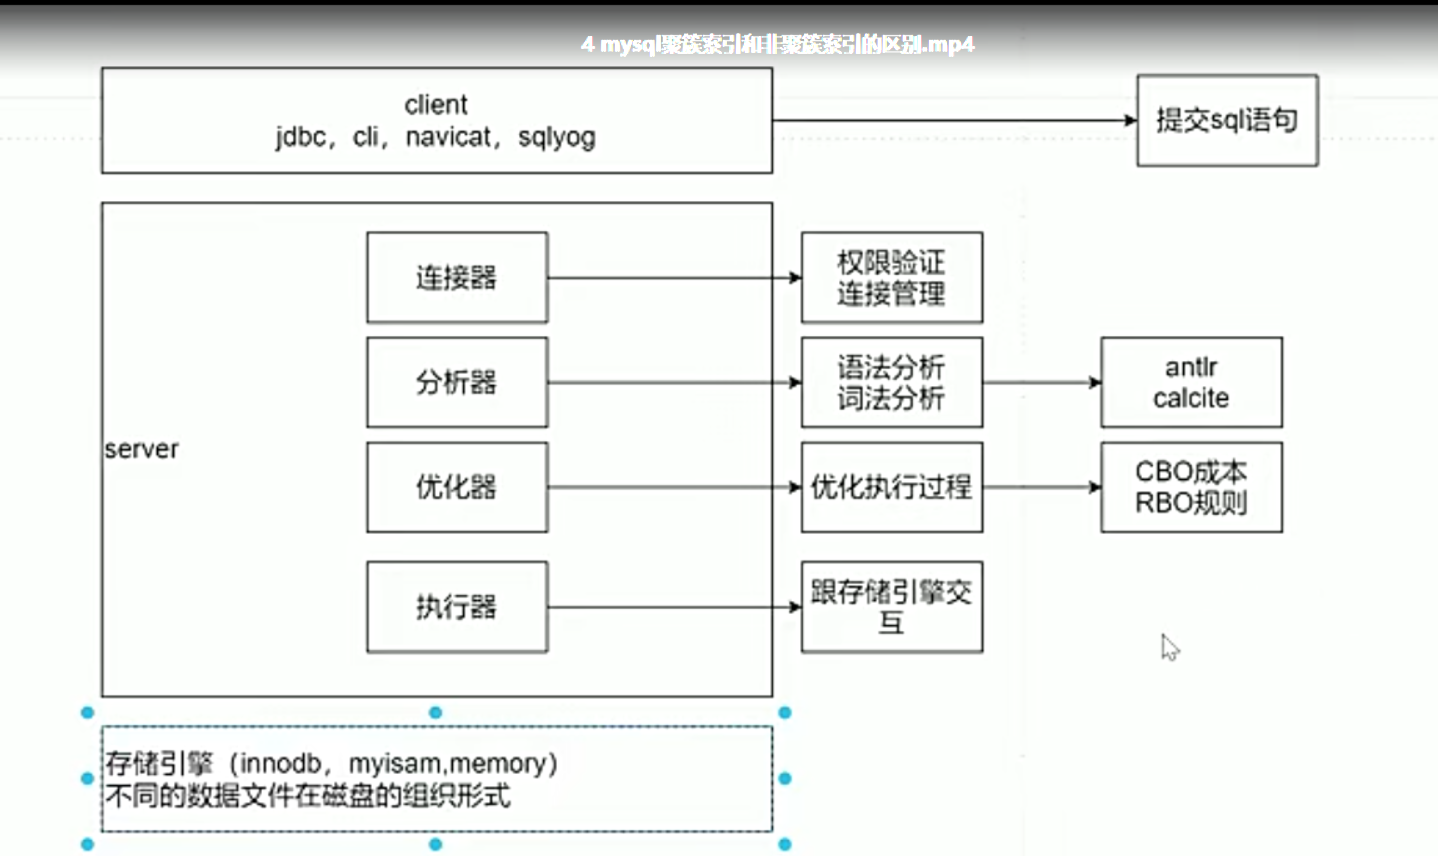 4 mysql聚簇索引和非聚簇索引的区别.mp4
client
jdbc，cli，navicat，sqlyog
提交sql语句
server
连接器
权限验证
连接管理
分析器
语法分析
词法分析
antlr
calcite
优化器
优化执行过程
CBO成本
RBO规则
执行器
跟存储引擎交
互
存储引擎（innodb，myisam,memory）
不同的数据文件在磁盘的组织形式